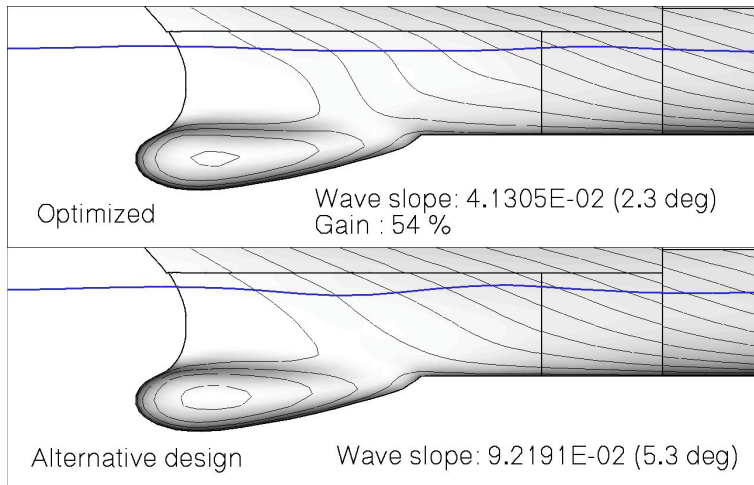 Optimized
Wave slope: 4.1305E-02 (2.3 deg)
Gain : 54 %
Alternative design
Wave slope: 9.2191E-02 (5.3 deg)